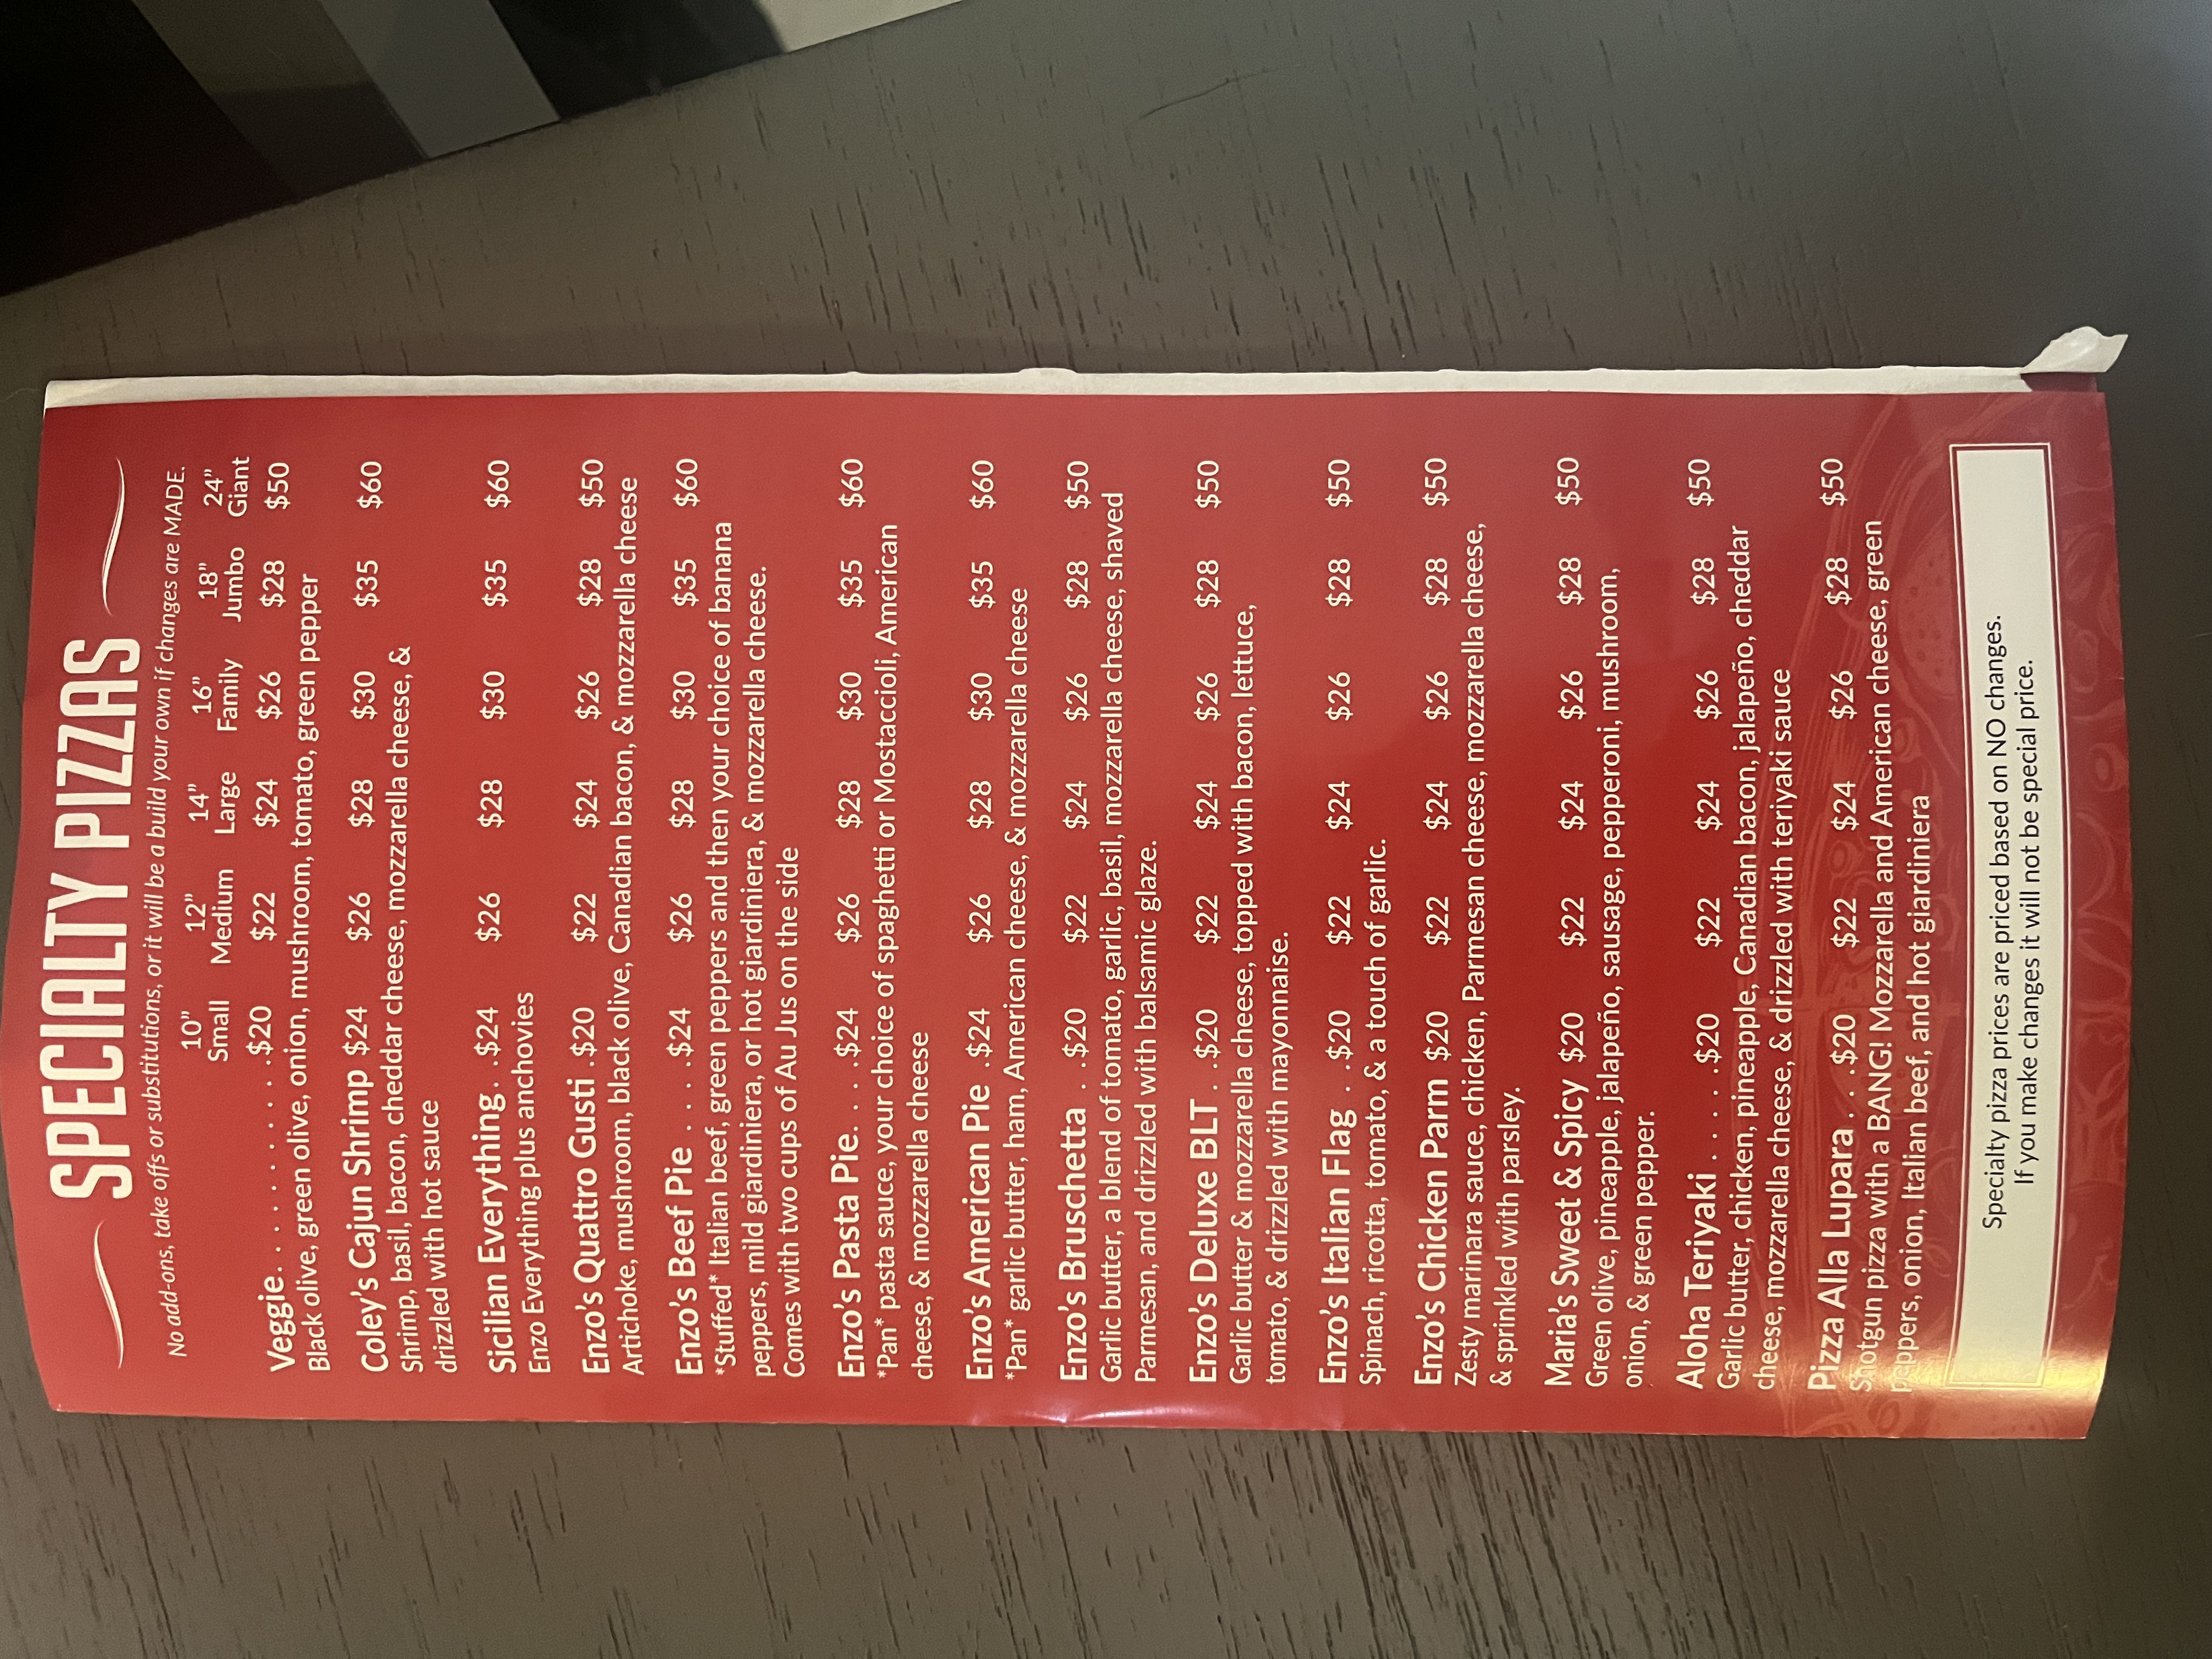 SPECIALTY PIZZAS
No add-ons, take offs or substitutions, or it will be a build your own if changes are MADE.
10" 12" 14" 16" 18" 24"
Small Medium Large Family Jumbo Giant
Veggie. . . . . . . . . . .$20 $22 $24 $26 $28 $50
Black olive, green olive, onion, mushroom, tomato, green pepper
Coley's Cajun Shrimp $24 $26 $28 $30 $35 $60
Shrimp, basil, bacon, cheddar cheese, mozzarella cheese, &
drizzled with hot sauce
Sicilian Everything. . .$24 $26 $28 $30 $35 $60
Enzo Everything plus anchovies
Enzo's Quattro Gusti .$20 $22 $24 $26 $28 $50
Artichoke, mushroom, black olive, Canadian bacon, & mozzarella cheese
Enzo's Beef Pie . . . .$24 $26 $28 $30 $35 $60
*Stuffed* Italian beef, green peppers and then your choice of banana
peppers, mild giardiniera, or hot giardiniera, & mozzarella cheese.
Comes with two cups of Au Jus on the side
Enzo's Pasta Pie. . . .$24 $26 $28 $30 $35 $60
*Pan* pasta sauce, your choice of spaghetti or Mostaccioli, American
cheese, & mozzarella cheese
Enzo's American Pie .$24 $26 $28 $30 $35 $60
*Pan* garlic butter, ham, American cheese, & mozzarella cheese
Enzo's Bruschetta . . .$20 $22 $24 $26 $28 $50
Garlic butter, a blend of tomato, garlic, basil, mozzarella cheese, shaved
Parmesan, and drizzled with balsamic glaze.
Enzo's Deluxe BLT . . .$20 $22 $24 $26 $28 $50
Garlic butter & mozzarella cheese, topped with bacon, lettuce,
tomato, & drizzled with mayonnaise.
Enzo's Italian Flag . . .$20 $22 $24 $26 $28 $50
Spinach, ricotta, tomato, & a touch of garlic.
Enzo's Chicken Parm $20 $22 $24 $26 $28 $50
Zesty marinara sauce, chicken, Parmesan cheese, mozzarella cheese,
& sprinkled with parsley.
Maria's Sweet & Spicy $20 $22 $24 $26 $28 $50
Green olive, pineapple, jalapeño, sausage, pepperoni, mushroom,
onion, & green pepper.
Aloha Teriyaki . . . . . .$20 $22 $24 $26 $28 $50
Garlic butter, chicken, pineapple, Canadian bacon, jalapeño, cheddar
cheese, mozzarella cheese, & drizzled with teriyaki sauce
Pizza Alla Lupara . . . .$20 $22 $24 $26 $28 $50
Shotgun pizza with a BANG! Mozzarella and American cheese, green
peppers, onion, Italian beef, and hot giardiniera
Specialty pizza prices are priced based on NO changes.
If you make changes it will not be special price.